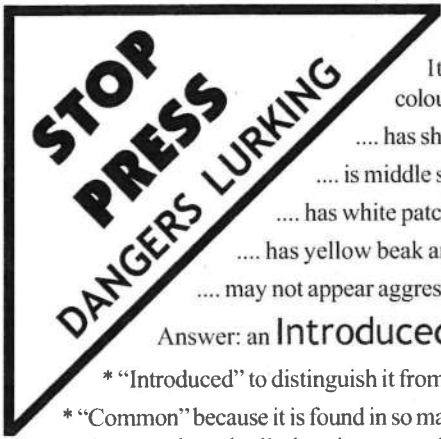 STOP
PRESS
DANGERS LURKING
It
colou
.... has sh
.... is middle s
.... has white patc
.... has yellow beak a
.... may not appear aggres
Answer: an Introduced
* "Introduced" to distinguish it from
* "Common" because it is found in so ma